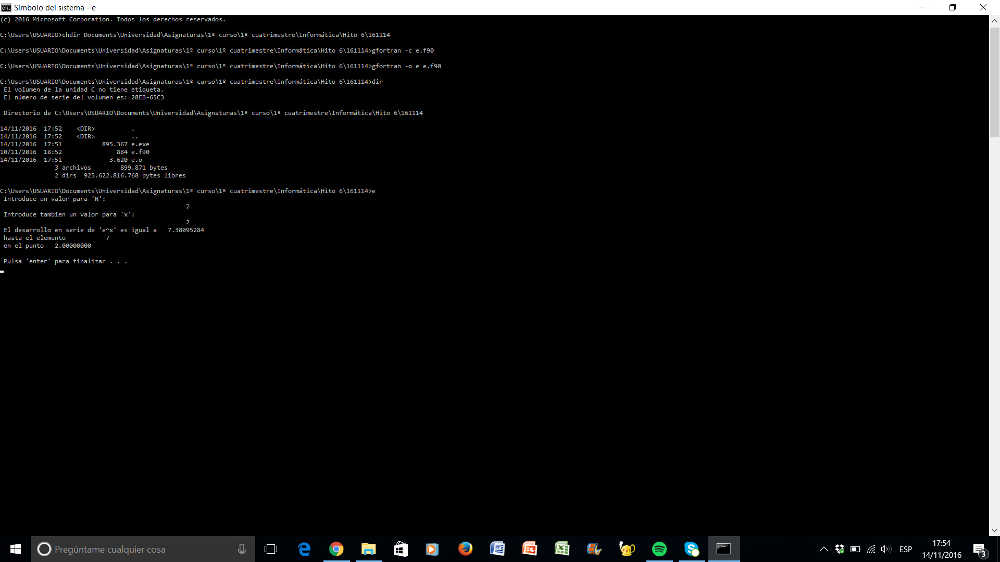 Símbolo del sistema - e
(c) 2016 Microsoft Corporation. Todos los derechos reservados.
C:\Users\USUARIO>chdir Documents\Universidad\Asignaturas\1º curso\1º cuatrimestre\Informática\Hito 6\161114
C:\Users\USUARIO\Documents\Universidad\Asignaturas\1º curso\1º cuatrimestre\Informática\Hito 6\161114>gfortran -c e.f90
C:\Users\USUARIO\Documents\Universidad\Asignaturas\1º curso\1º cuatrimestre\Informática\Hito 6\161114>gfortran -o e e.f90
C:\Users\USUARIO\Documents\Universidad\Asignaturas\1º curso\1º cuatrimestre\Informática\Hito 6\161114>dir
El volumen de la unidad C no tiene etiqueta.
El número de serie del volumen es: 28EB-65C3
Directorio de C:\Users\USUARIO\Documents\Universidad\Asignaturas\1º curso\1º cuatrimestre\Informática\Hito 6\161114
14/11/2016  17:52    <DIR>          .
14/11/2016  17:52    <DIR>          ..
14/11/2016  17:51           895.367 e.exe
10/11/2016  18:52               884 e.f90
14/11/2016  17:51             3.620 e.o
3 archivos        899.871 bytes
2 dirs  925.622.816.768 bytes libres
C:\Users\USUARIO\Documents\Universidad\Asignaturas\1º curso\1º cuatrimestre\Informática\Hito 6\161114>e
Introduce un valor para 'N':
7
Introduce tambien un valor para 'x':
2
El desarrollo en serie de 'e^x' es igual a   7.38095284
hasta el elemento           7
en el punto   2.00000000
Pulsa 'enter' para finalizar . . .
Pregúntame cualquier cosa
ESP
17:54
14/11/2016
3